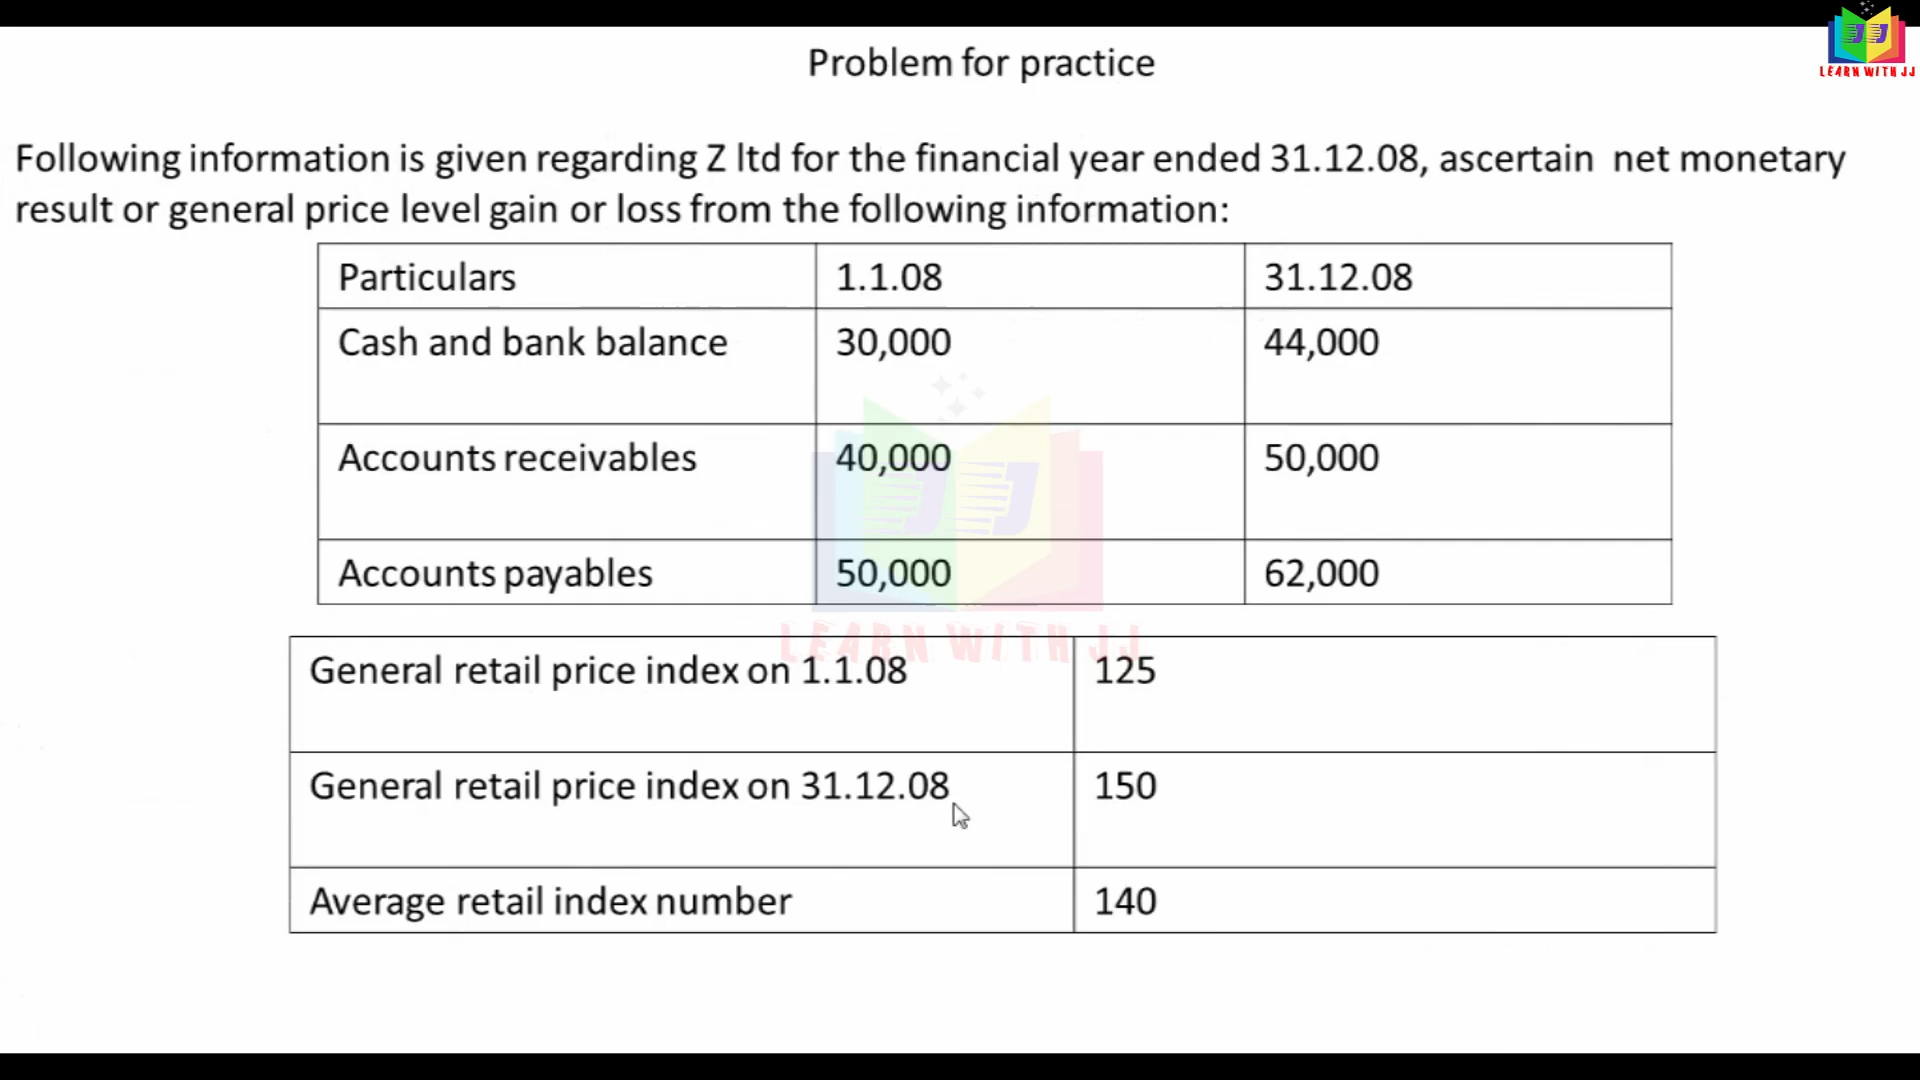 LEARN WITH JJ
Problem for practice
Following information is given regarding Z ltd for the financial year ended 31.12.08, ascertain net monetary
result or general price level gain or loss from the following information:
Particulars 1.1.08 31.12.08
Cash and bank balance 30,000 44,000
Accounts receivables 40,000 50,000
Accounts payables 50,000 62,000
LEARN WITH JJ
General retail price index on 1.1.08 125
General retail price index on 31.12.08 150
Average retail index number 140